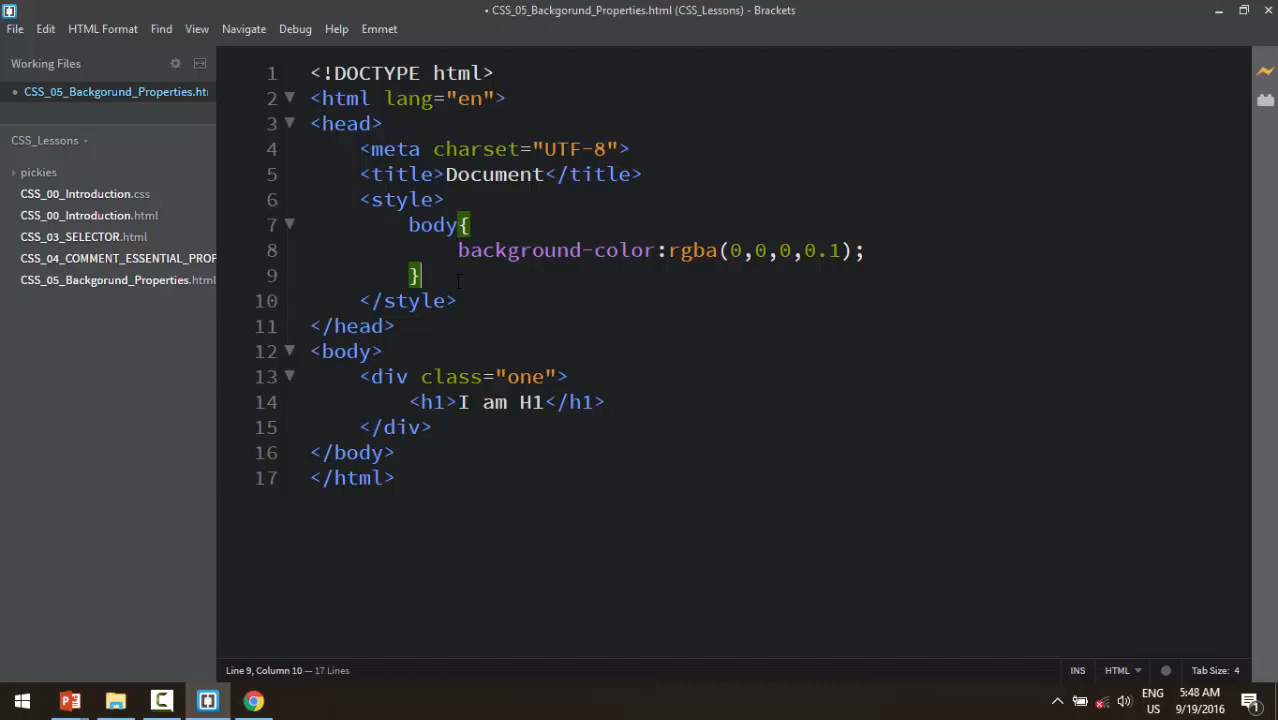 • CSS_05_Backgorund_Properties.html (CSS_Lessons) - Brackets
File Edit HTML Format Find View Navigate Debug Help Emmet
Working Files
• CSS_05_Backgorund_Properties.htr
CSS_Lessons
pickies
CSS_00_Introduction.css
CSS_00_Introduction.html
CSS_03_SELECTOR.html
CSS_04_COMMENT_ESSENTIAL_PROF
CSS_05_Backgorund_Properties.html
1 <!DOCTYPE html>
2 <html lang="en">
3 <head>
4 <meta charset="UTF-8">
5 <title>Document</title>
6 <style>
7 body{
8 background-color:rgba(0,0,0,0.1);
9 }
10 </style>
11 </head>
12 <body>
13 <div class="one">
14 <h1>I am H1</h1>
15 </div>
16 </body>
17 </html>
Line 9, Column 10 — 17 Lines
INS HTML Tab Size: 4
ENG 5:48 AM
US 9/19/2016
1